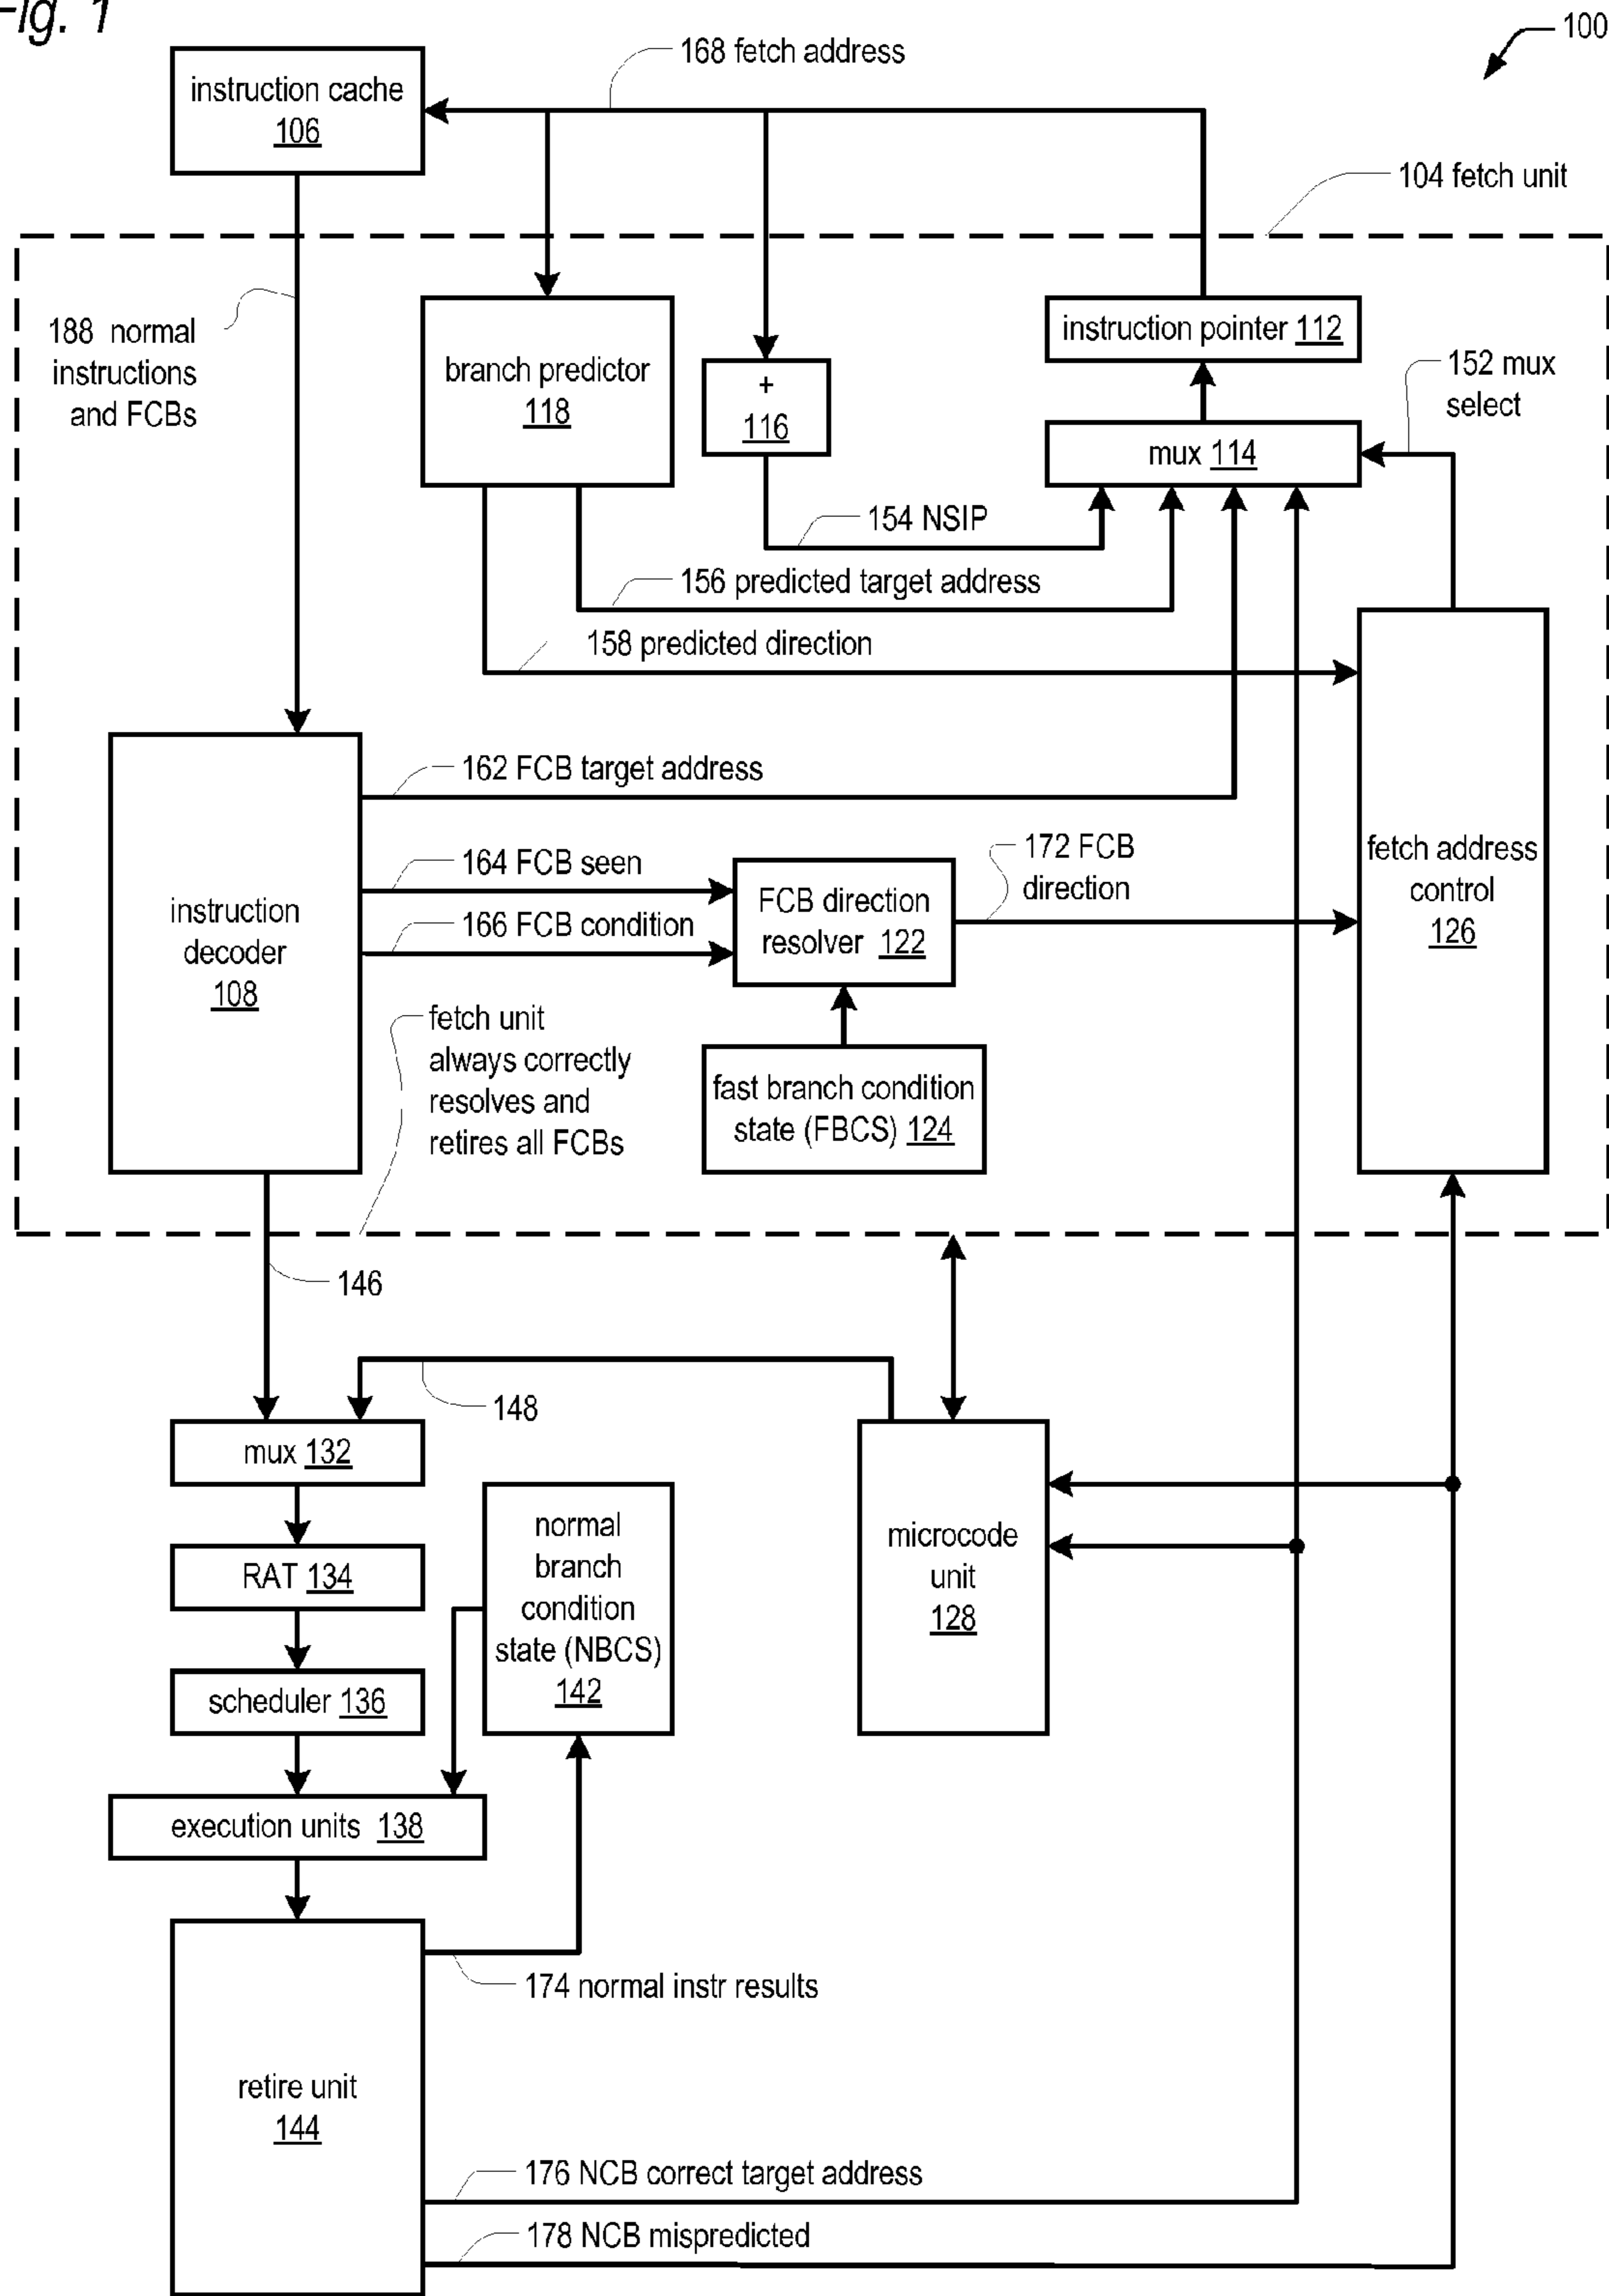 Fig. 1
100
168 fetch address
instruction cache
106
104 fetch unit
188 normal
instructions
and FCBs
branch predictor
118
+
116
instruction pointer 112
152 mux
select
mux 114
154 NSIP
156 predicted target address
158 predicted direction
162 FCB target address
164 FCB seen
166 FCB condition
FCB direction
resolver 122
172 FCB
direction
fetch address
control
126
instruction
decoder
108
fetch unit
always correctly
resolves and
retires all FCBs
fast branch condition
state (FBCS) 124
146
148
mux 132
RAT 134
scheduler 136
normal
branch
condition
state (NBCS)
142
microcode
unit
128
execution units 138
174 normal instr results
retire unit
144
176 NCB correct target address
178 NCB mispredicted